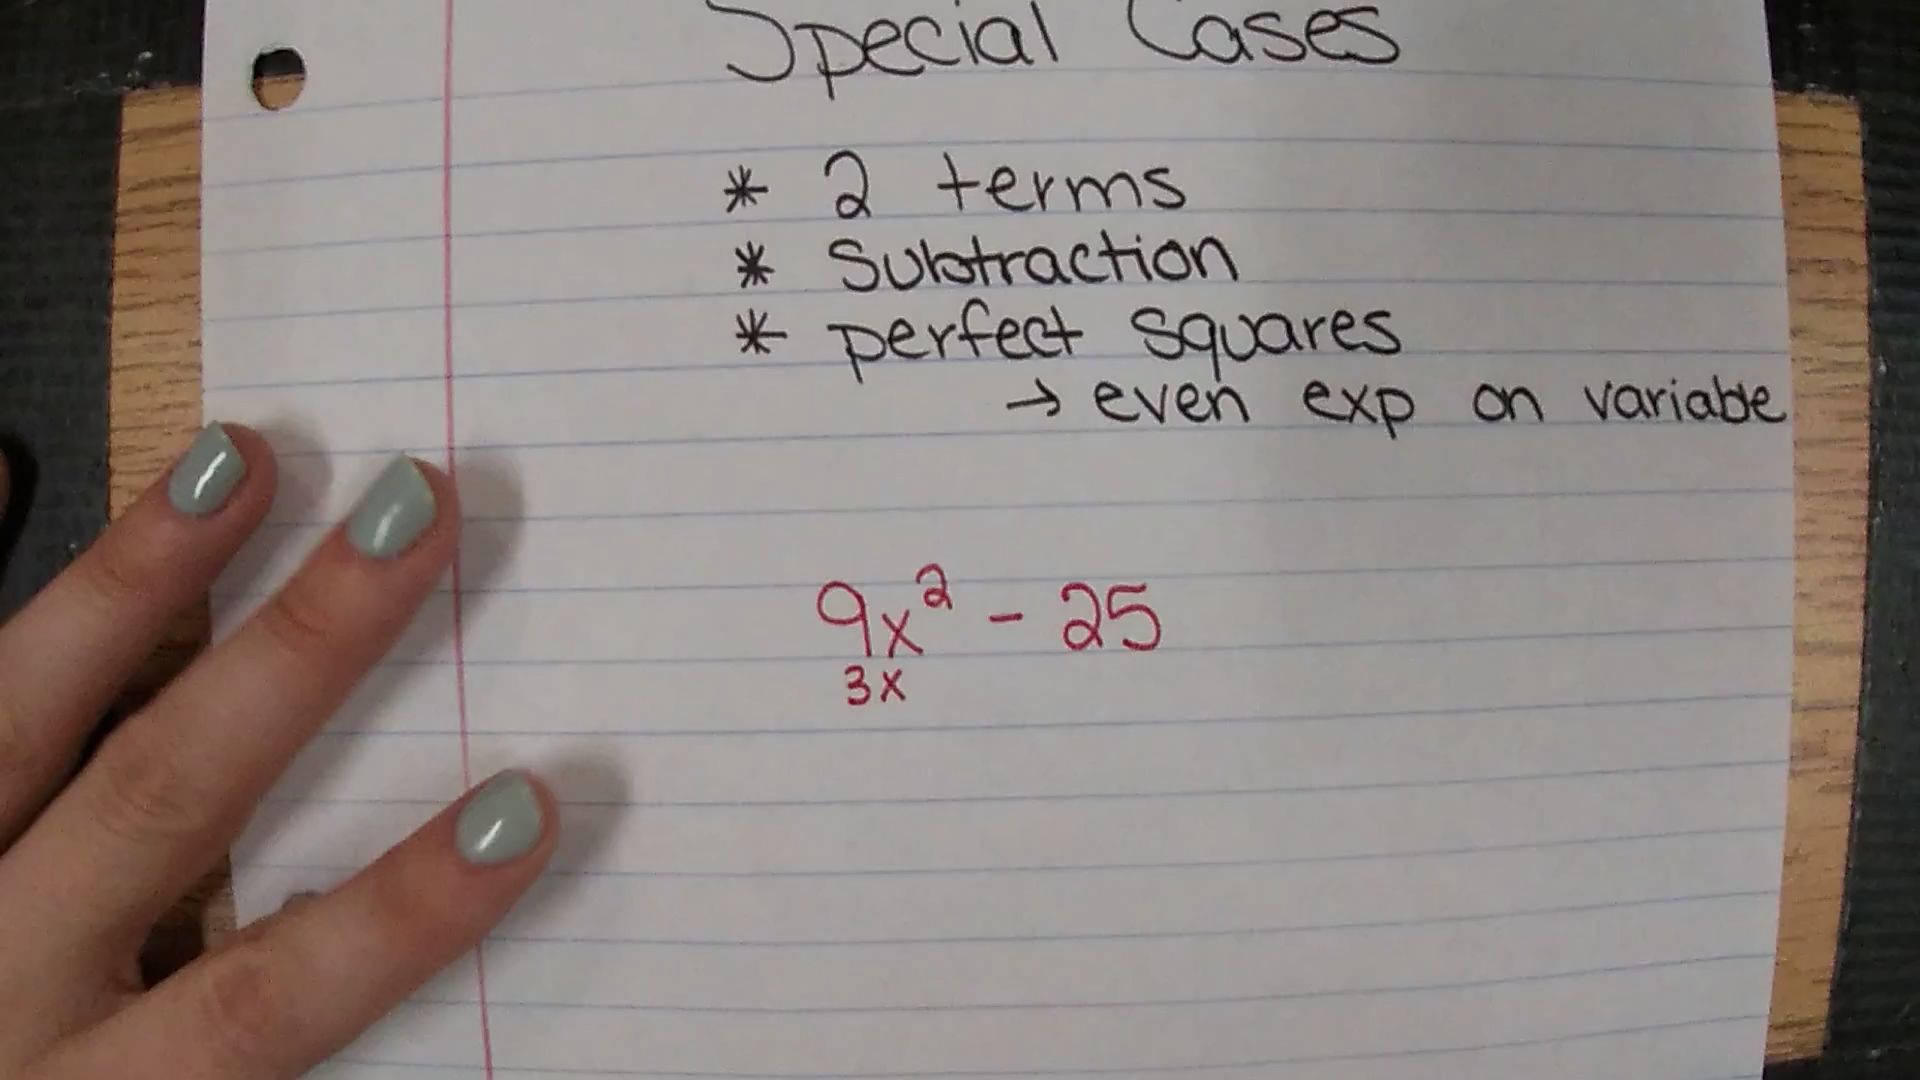 Special Cases
* 2 terms
* Subtraction
* perfect squares
→ even exp on variable
9x² - 25
3x